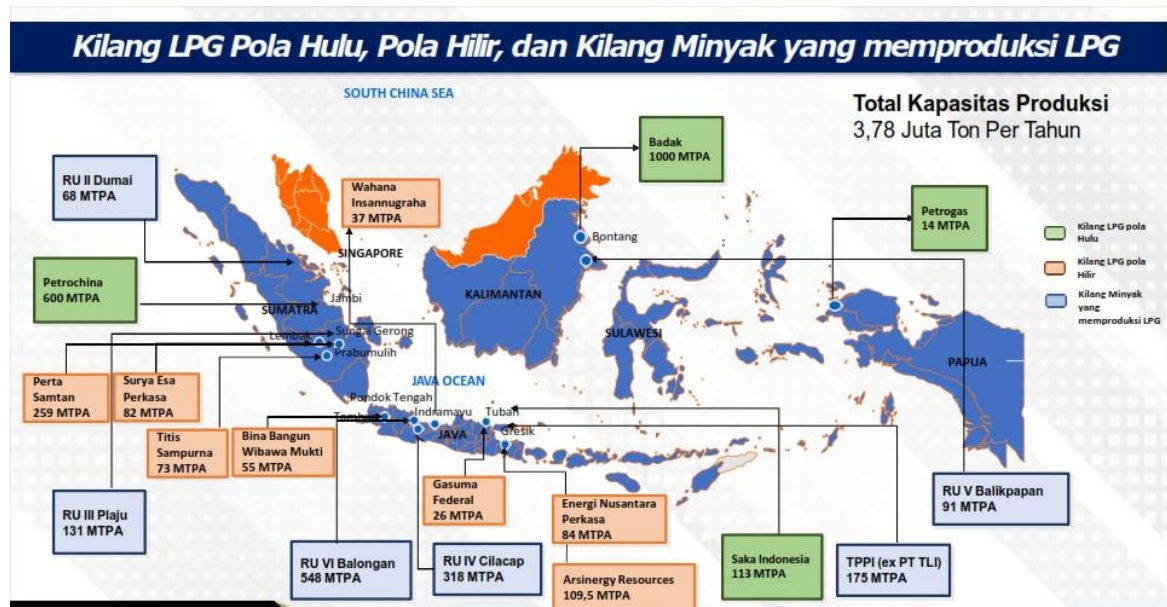 Kilang LPG Pola Hulu, Pola Hilir, dan Kilang Minyak yang memproduksi LPG
SOUTH CHINA SEA
Total Kapasitas Produksi
3,78 Juta Ton Per Tahun
Badak
1000 MTPA
RU II Dumai
68 MTPA
Wahana
Insannugraha
37 MTPA
Petrogas
14 MTPA
Kilang LPG pola
Hulu
Kilang LPG pola
Hilir
Kilang Minyak
yang
memproduksi LPG
Bontang
SINGAPORE
Petrochina
600 MTPA
Jambi
KALIMANTAN
SUMATRA
Sungai Gerong
Lembak
SULAWESI
Prabumulih
PAPUA
Perta
Samtan
259 MTPA
Surya Esa
Perkasa
82 MTPA
JAVA OCEAN
Pondok Tengah
Indramayu
Tuban
JAVA
Gresik
Titis
Sampurna
73 MTPA
Bina Bangun
Wibawa Mukti
55 MTPA
Gasuma
Federal
26 MTPA
Energi Nusantara
Perkasa
84 MTPA
RU V Balikpapan
91 MTPA
RU III Plaju
131 MTPA
RU VI Balongan
548 MTPA
RU IV Cilacap
318 MTPA
Arsinergy Resources
109,5 MTPA
Saka Indonesia
113 MTPA
TPPI (ex PT TLI)
175 MTPA